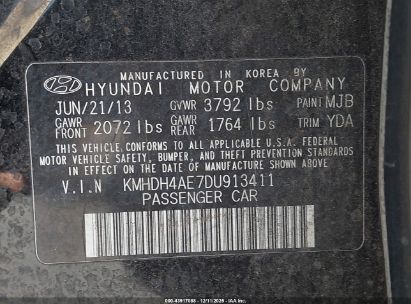 MANUFACTURED IN KOREA BY
HYUNDAI MOTOR COMPANY
JUN/21/13 GVWR 3792 lbs PAINT MJB
GAWR FRONT 2072 lbs GAWR REAR 1764 lbs TRIM YDA
THIS VEHICLE CONFORMS TO ALL APPLICABLE U.S.A. FEDERAL
MOTOR VEHICLE SAFETY, BUMPER, AND THEFT PREVENTION STANDARDS
IN EFFECT ON THE DATE OF MANUFACTURE SHOWN ABOVE.
V.I.N KMHDH4AE7DU913411
PASSENGER CAR